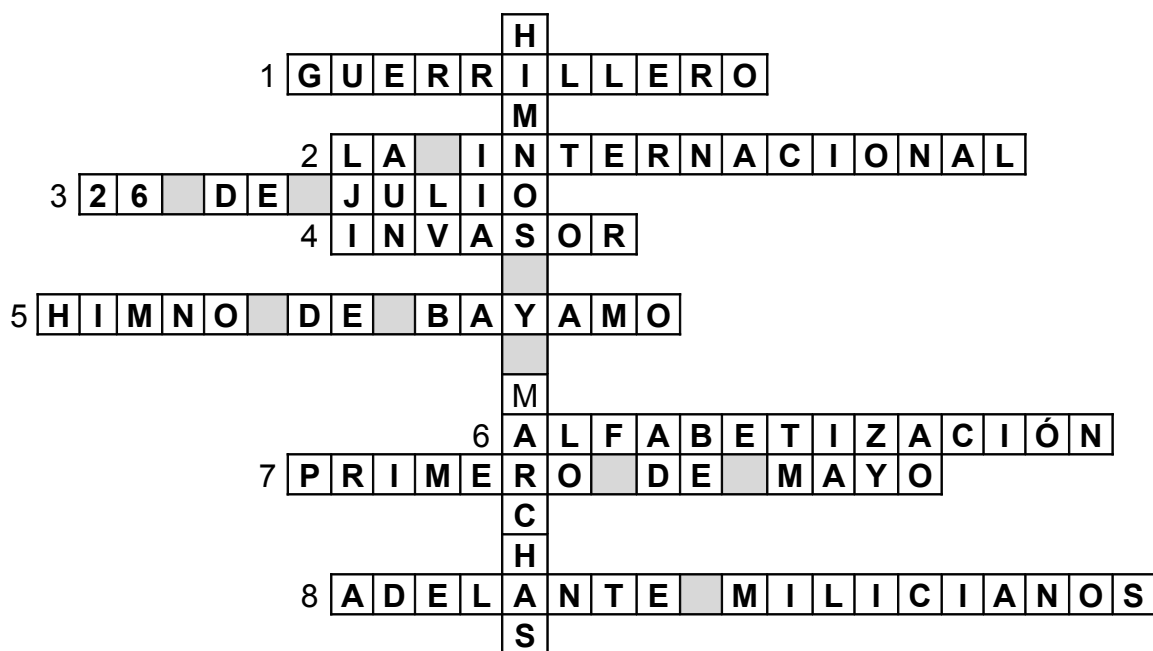 H
1 GUERRILLERO
M
2 LA INTERNACIONAL
3 26 DE JULIO
4 INVASOR
5 HIMNO DE BAYAMO
M
6 ALFABETIZACIÓN
7 PRIMERO DE MAYO
C
H
8 ADELANTE MILICIANOS
S